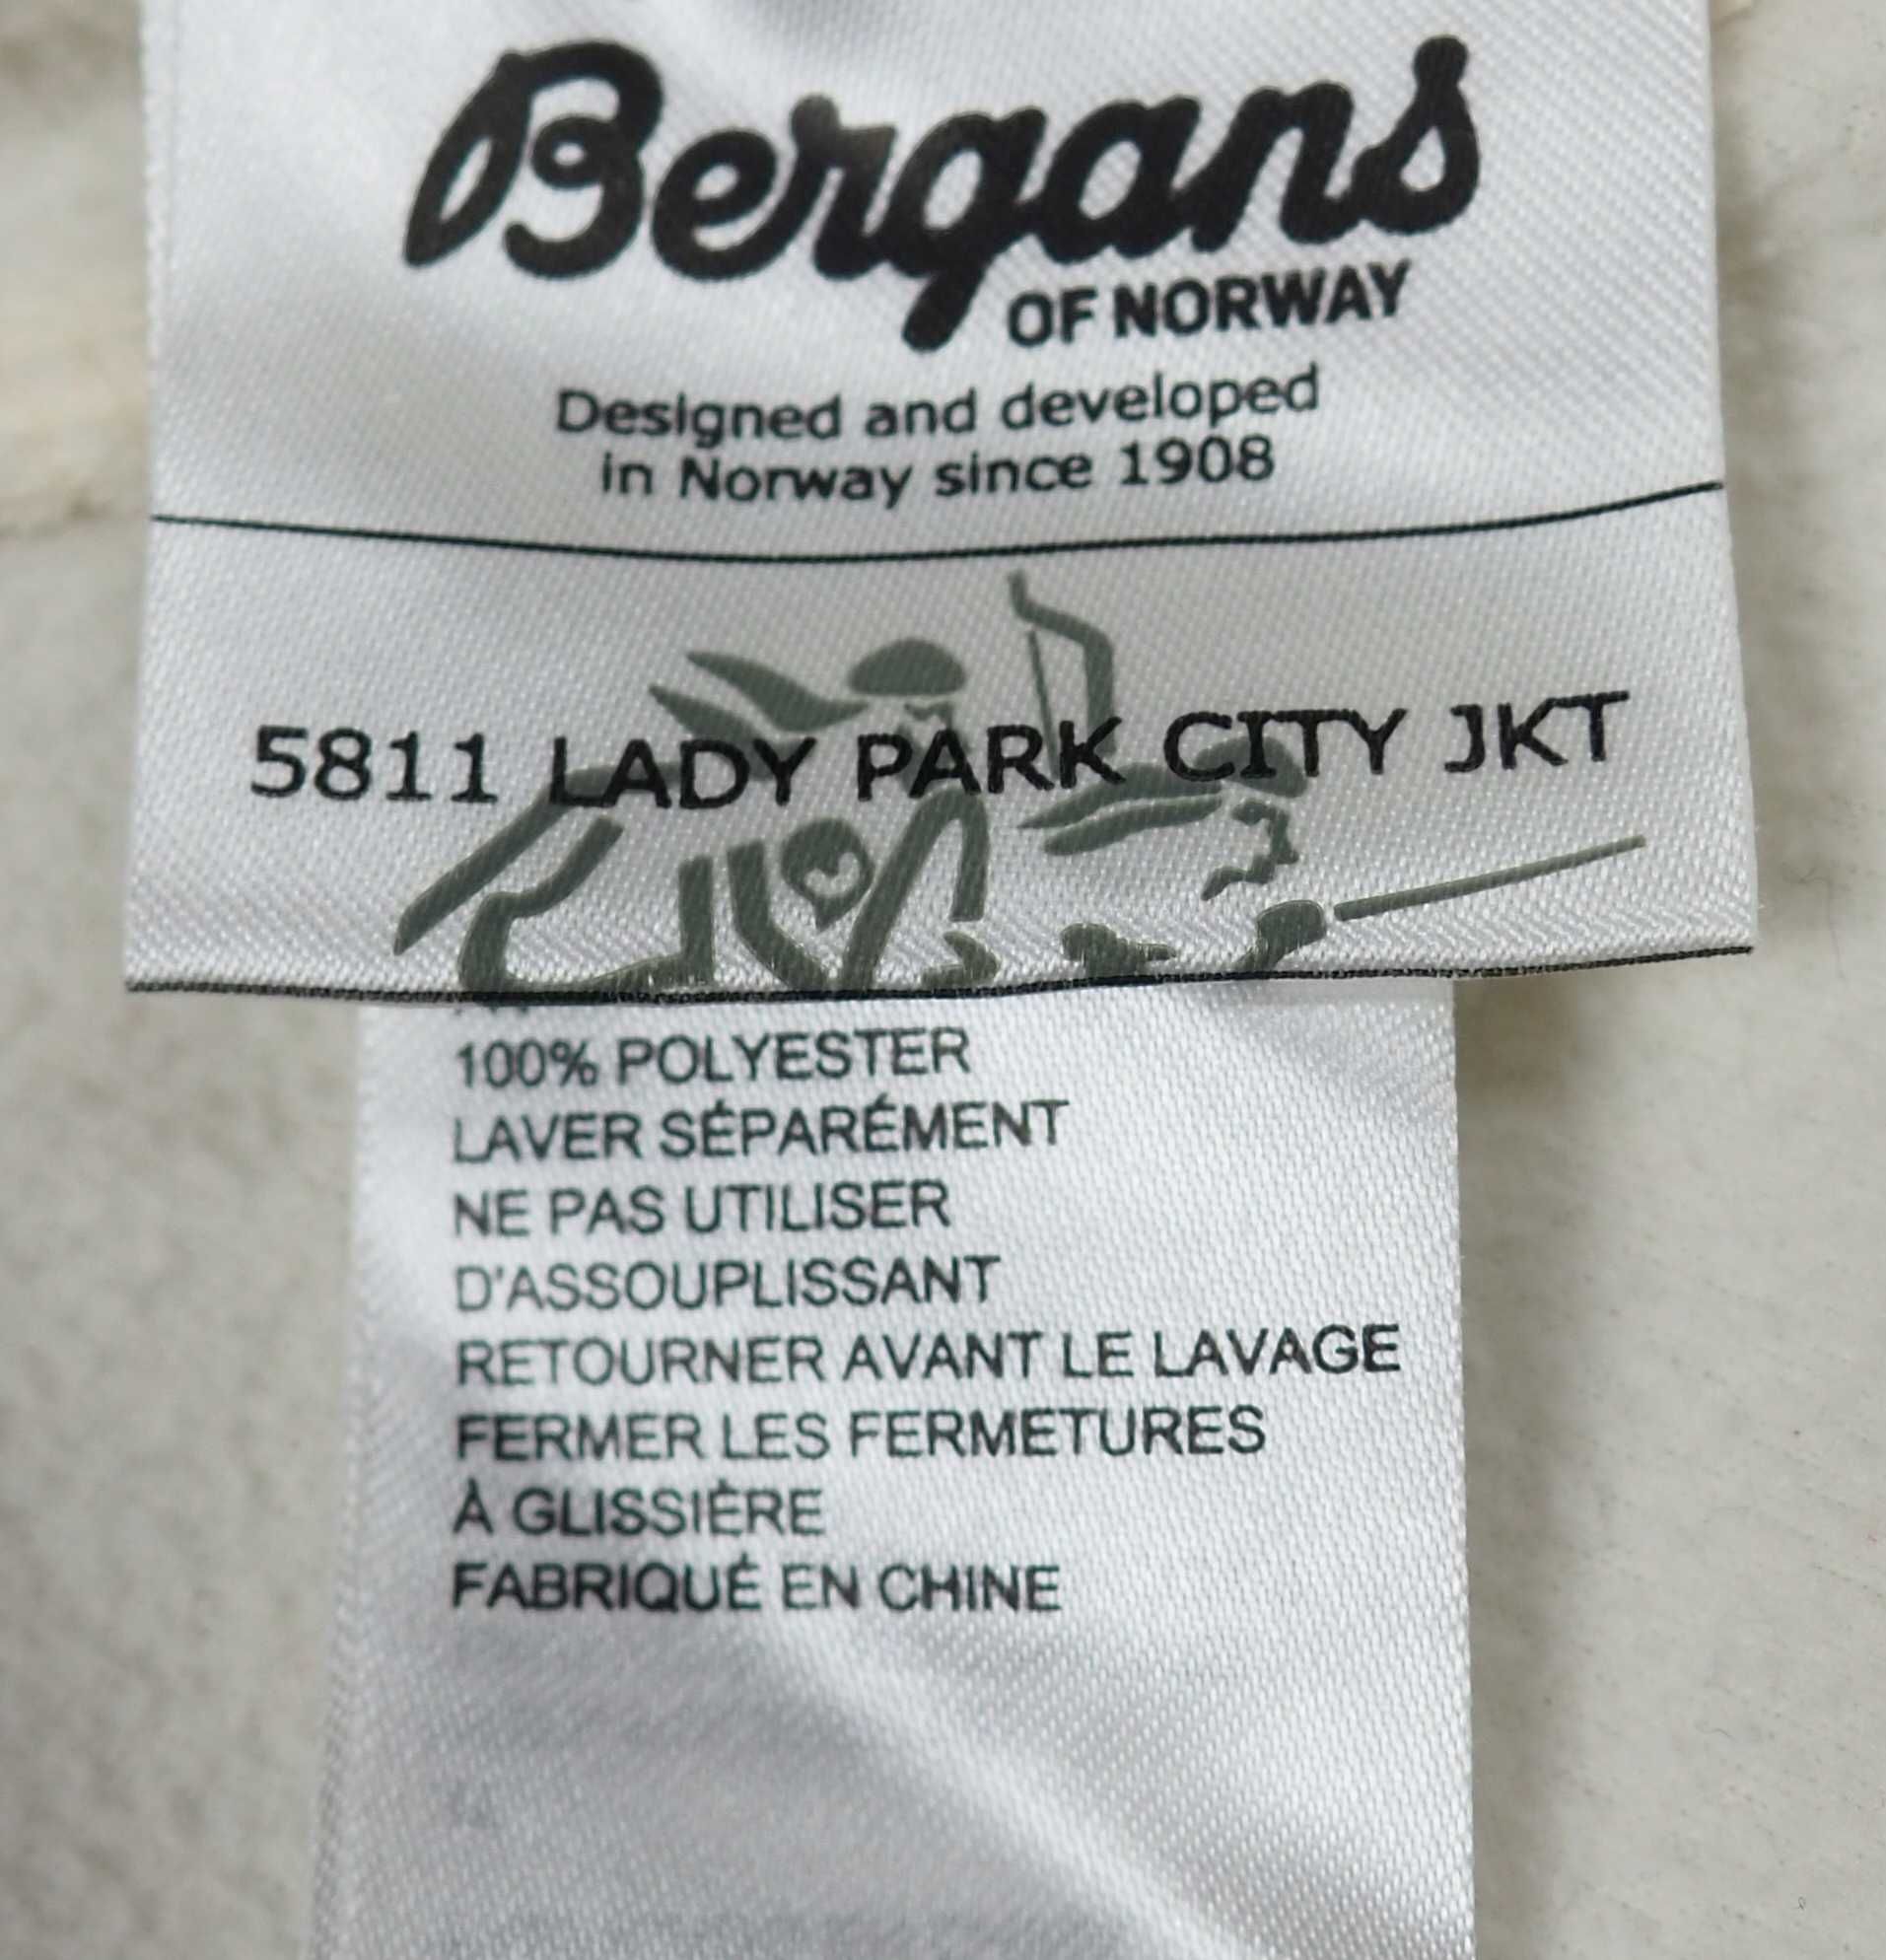 Bergans
OF NORWAY
Designed and developed
in Norway since 1908
5811 LADY PARK CITY JKT
100% POLYESTER
LAVER SÉPARÉMENT
NE PAS UTILISER
D'ASSOUPLISSANT
RETOURNER AVANT LE LAVAGE
FERMER LES FERMETURES
À GLISSIÈRE
FABRIQUÉ EN CHINE